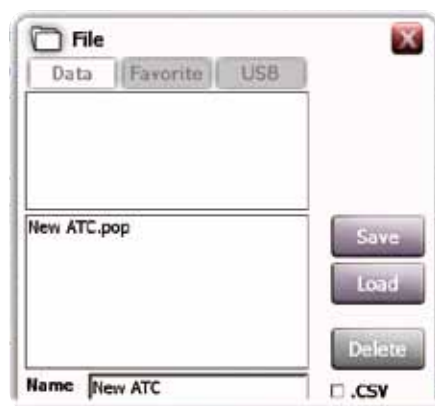 File
Data Favorite USB
New ATC.pop
Save
Load
Delete
Name New ATC
.CSV